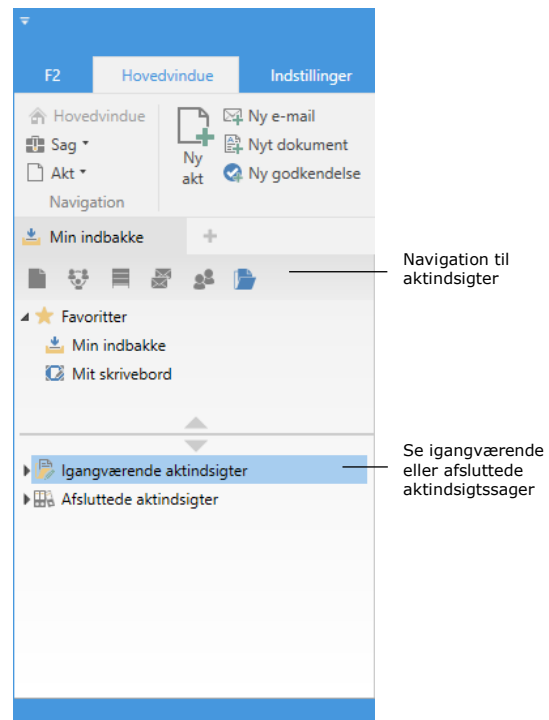 F2 Hovedvindue Indstillinger
Hovedvindue
Sag
Akt
Navigation
Ny
akt
Ny e-mail
Nyt dokument
Ny godkendelse
Min indbakke
Navigation til
aktindsigter
Favoritter
Min indbakke
Mit skrivebord
Igangværende aktindsigter
Afsluttede aktindsigter
Se igangværende
eller afsluttede
aktindsigtssager